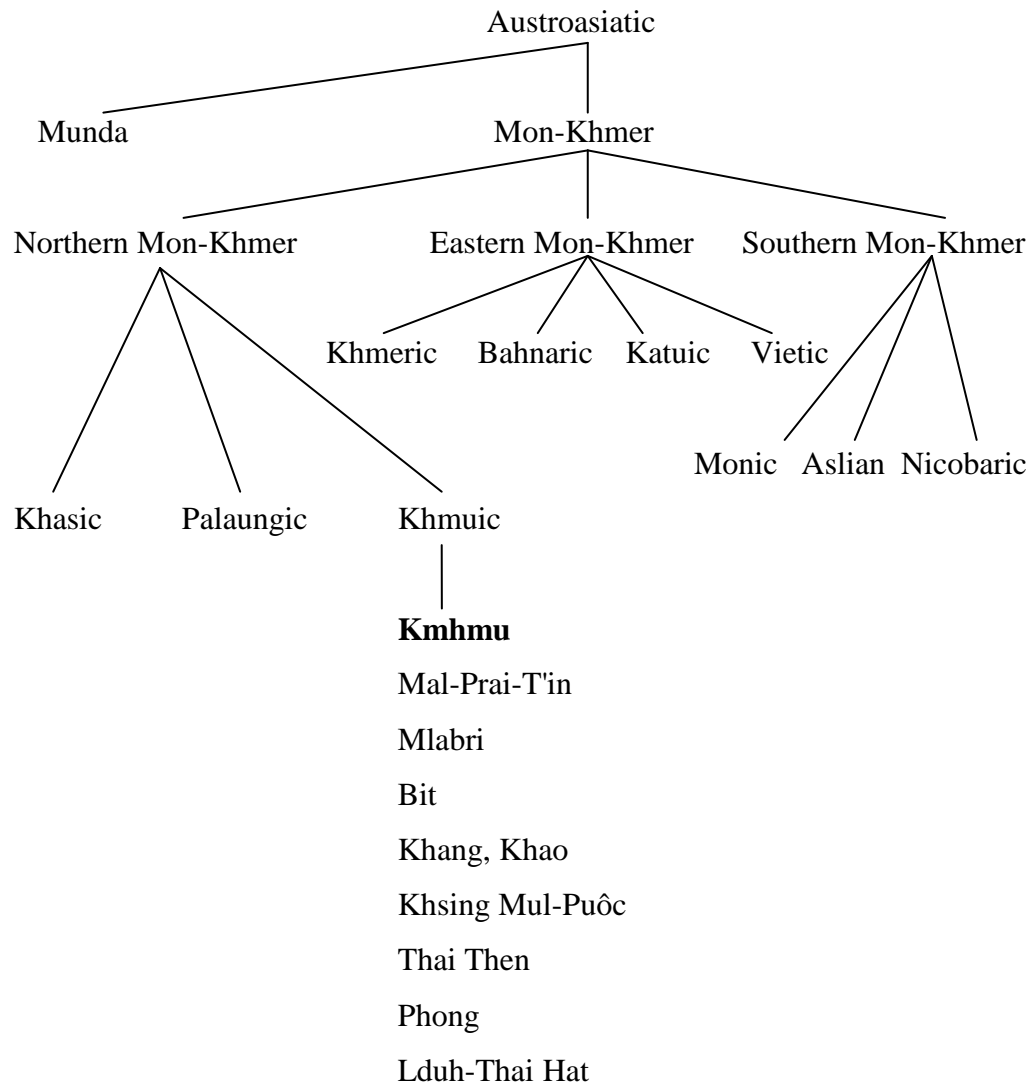 Austroasiatic
Munda Mon-Khmer
Northern Mon-Khmer Eastern Mon-Khmer Southern Mon-Khmer
Khmeric Bahnaric Katuic Vietic
Monic Aslian Nicobaric
Khasic Palaungic Khmuic
Kmhmu
Mal-Prai-T'in
Mlabri
Bit
Khang, Khao
Khsing Mul-Puôc
Thai Then
Phong
Lduh-Thai Hat